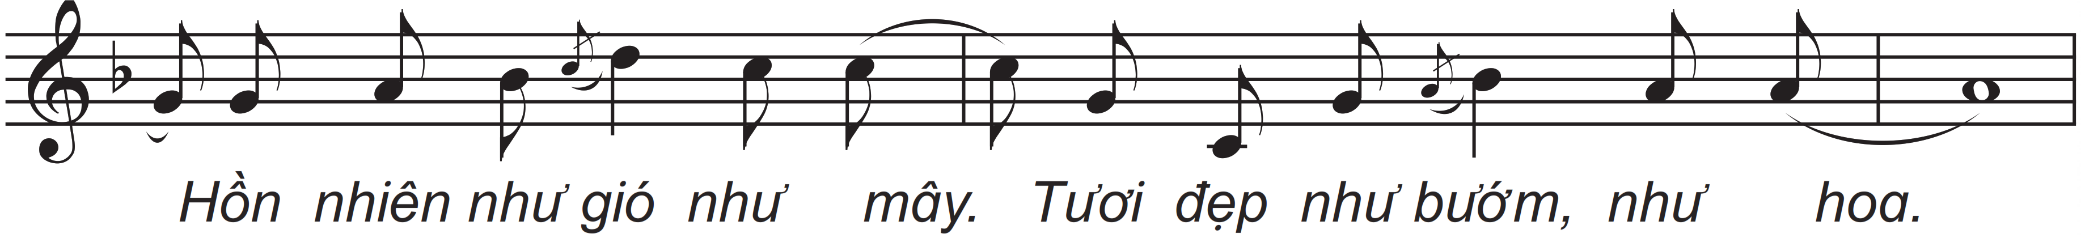 Hồn nhiên như gió như mây. Tươi đẹp như bướm, như hoa.